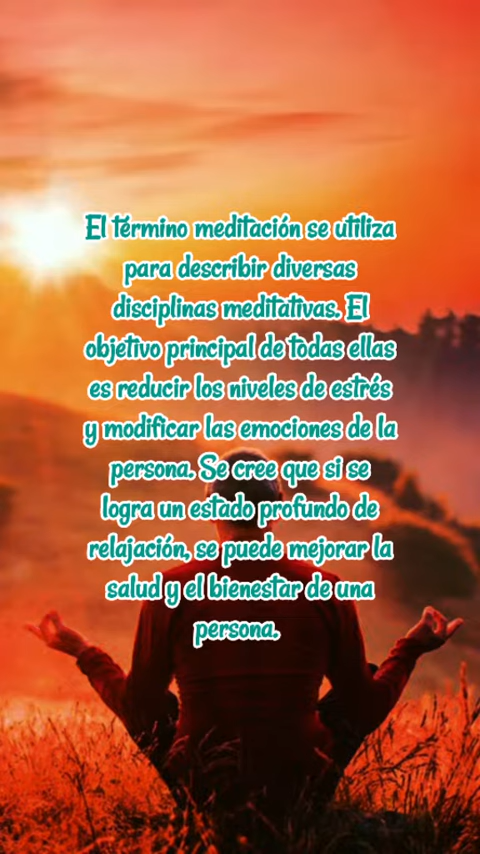 El término meditación se utiliza
para describir diversas
disciplinas meditativas. El
objetivo principal de todas ellas
es reducir los niveles de estrés
y modificar las emociones de la
persona. Se cree que si se
logra un estado profundo de
relajación, se puede mejorar la
salud y el bienestar de una
persona.